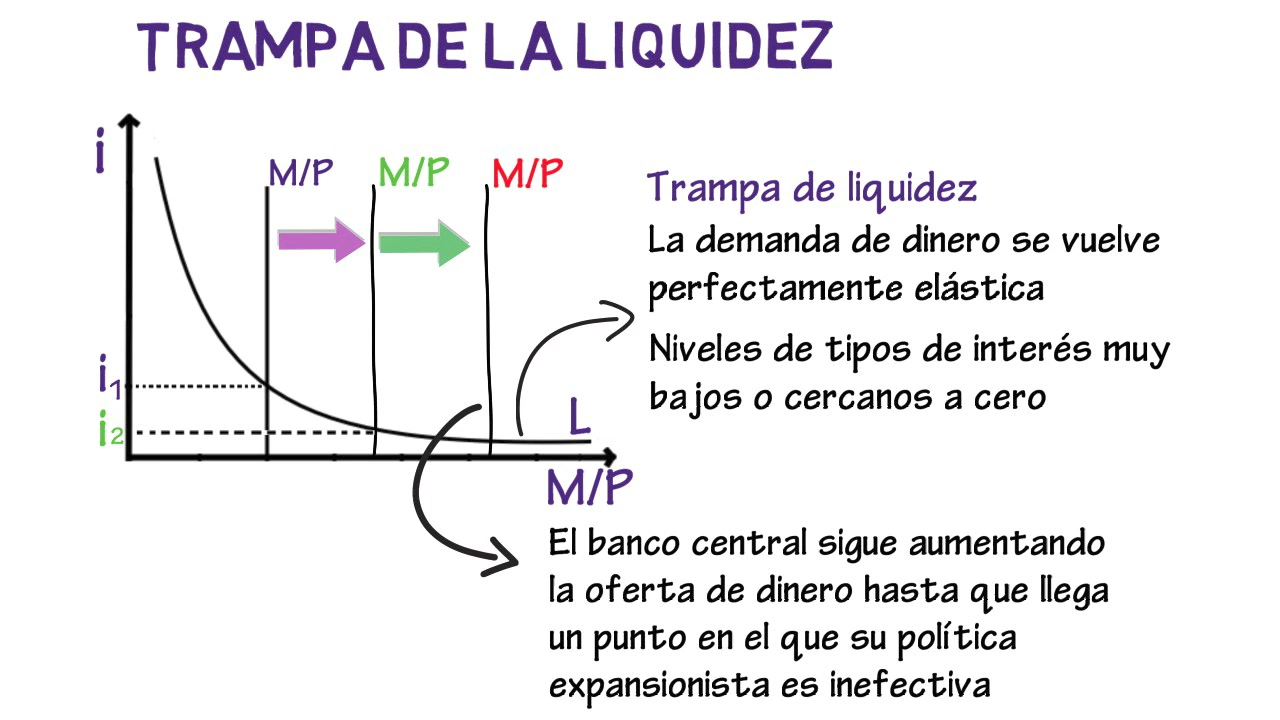 TRAMPA DE LA LIQUIDEZ
i
M/P
M/P
M/P
Trampa de liquidez
La demanda de dinero se vuelve
perfectamente elástica
Niveles de tipos de interés muy
bajos o cercanos a cero
i1
i2
L
M/P
El banco central sigue aumentando
la oferta de dinero hasta que llega
un punto en el que su política
expansionista es inefectiva